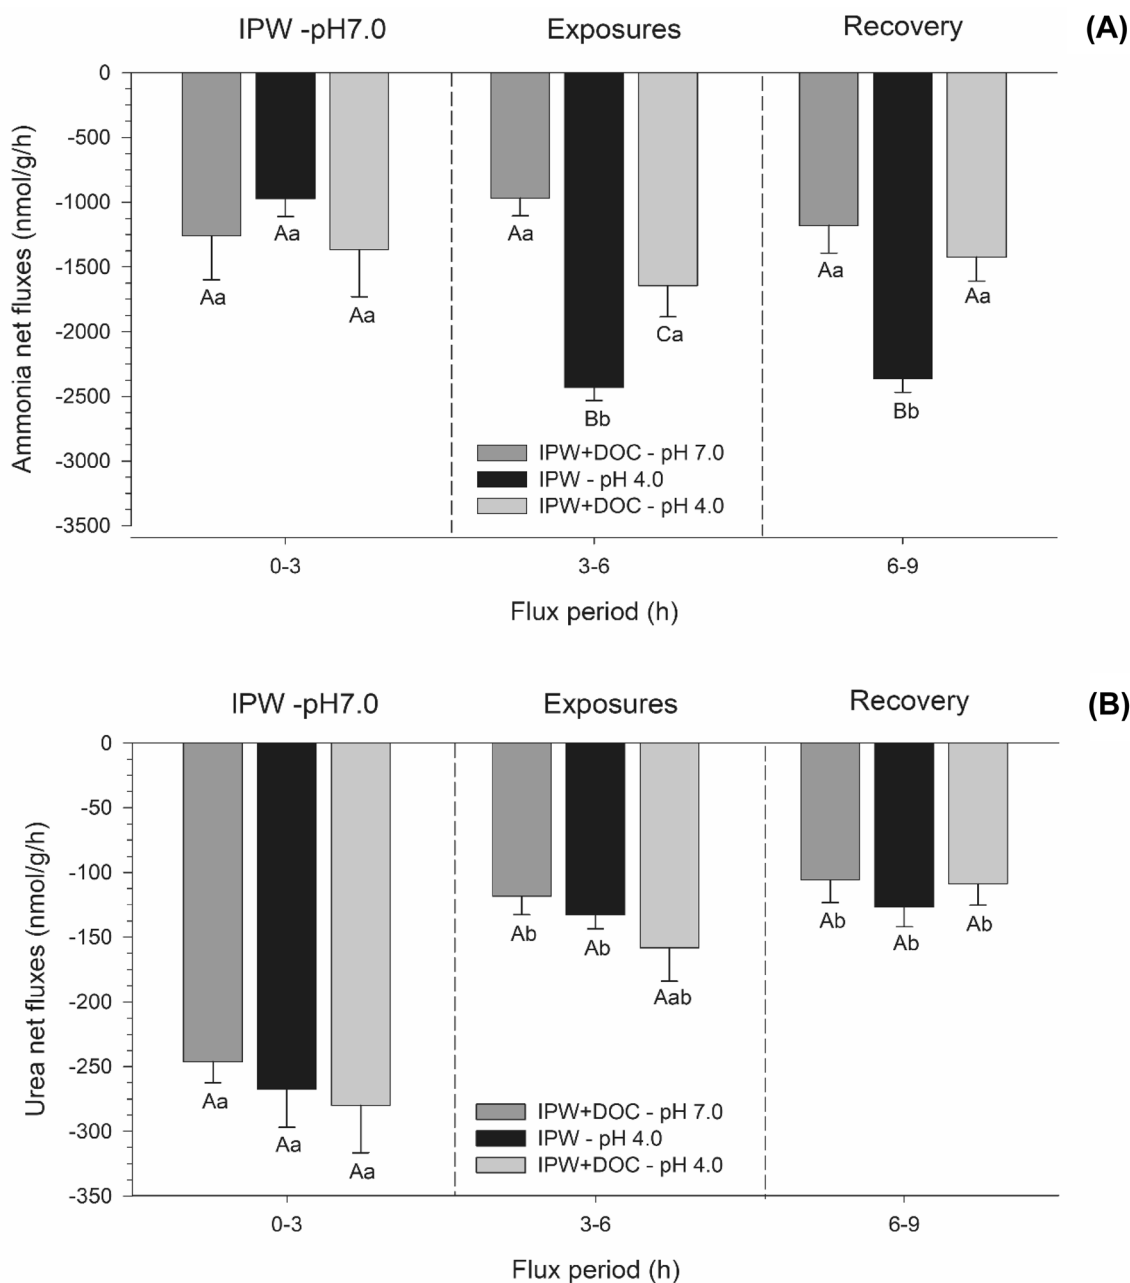 IPW -pH7.0 Exposures Recovery (A)
Ammonia net fluxes (nmol/g/h)
0
-500
-1000
-1500
-2000
-2500
-3000
-3500
Aa Aa Aa
Aa Bb Ca
Aa Bb Aa
IPW+DOC - pH 7.0
IPW - pH 4.0
IPW+DOC - pH 4.0
0-3 3-6 6-9
Flux period (h)
IPW -pH7.0 Exposures Recovery (B)
Urea net fluxes (nmol/g/h)
0
-50
-100
-150
-200
-250
-300
-350
Aa Aa Aa
Ab Ab Aab
Ab Ab Ab
IPW+DOC - pH 7.0
IPW - pH 4.0
IPW+DOC - pH 4.0
0-3 3-6 6-9
Flux period (h)